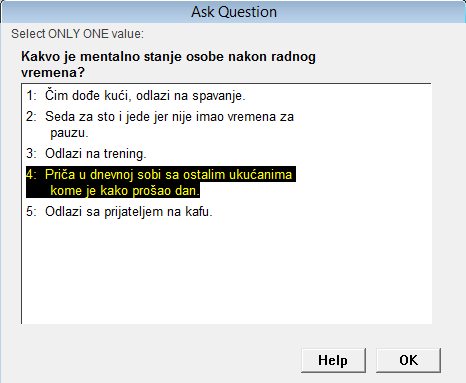 Ask Question
Select ONLY ONE value:
Kakvo je mentalno stanje osobe nakon radnog
vremena?
1: Čim dođe kući, odlazi na spavanje.
2: Seda za sto i jede jer nije imao vremena za
pauzu.
3: Odlazi na trening.
4: Priča u dnevnoj sobi sa ostalim ukućanima
kome je kako prošao dan.
5: Odlazi sa prijateljem na kafu.
Help OK